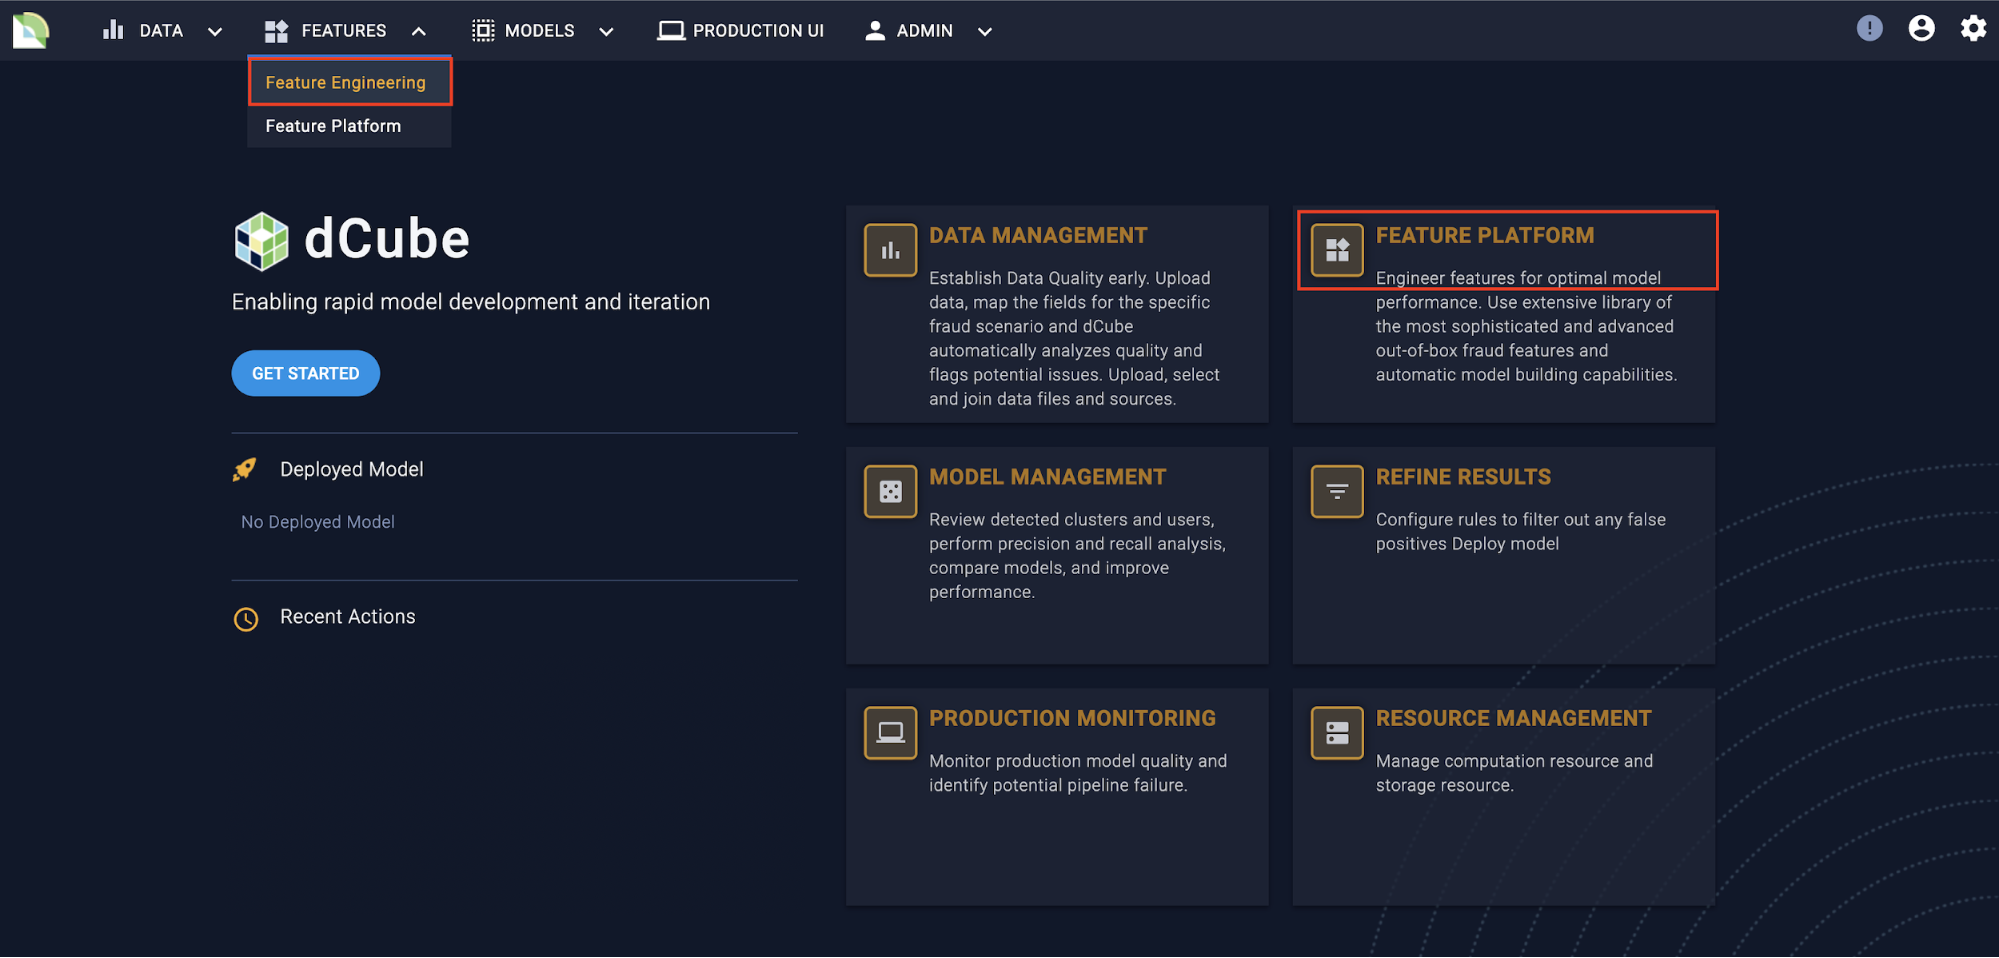 DATA
FEATURES
MODELS
PRODUCTION UI
ADMIN
Feature Engineering
Feature Platform
dCube
Enabling rapid model development and iteration
GET STARTED
Deployed Model
No Deployed Model
Recent Actions
DATA MANAGEMENT
Establish Data Quality early. Upload
data, map the fields for the specific
fraud scenario and dCube
automatically analyzes quality and
flags potential issues. Upload, select
and join data files and sources.
FEATURE PLATFORM
Engineer features for optimal model
performance. Use extensive library of
the most sophisticated and advanced
out-of-box fraud features and
automatic model building capabilities.
MODEL MANAGEMENT
Review detected clusters and users,
perform precision and recall analysis,
compare models, and improve
performance.
REFINE RESULTS
Configure rules to filter out any false
positives Deploy model
PRODUCTION MONITORING
Monitor production model quality and
identify potential pipeline failure.
RESOURCE MANAGEMENT
Manage computation resource and
storage resource.